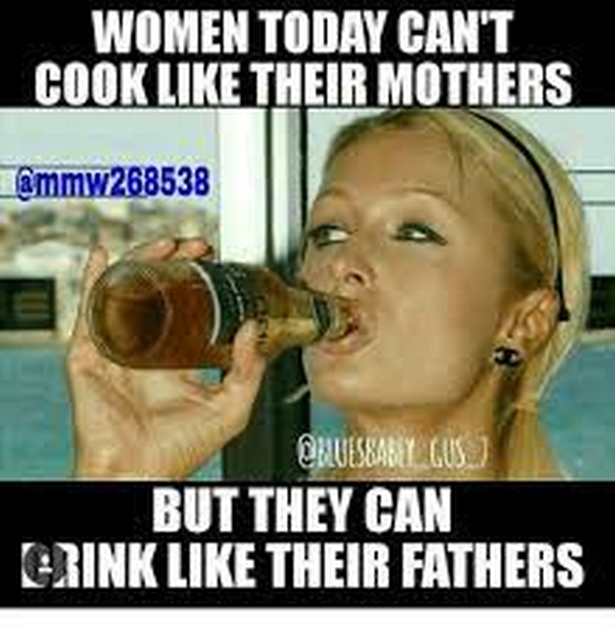 WOMEN TODAY CAN'T
COOK LIKE THEIR MOTHERS
@mmw268538
BUT THEY CAN
DRINK LIKE THEIR FATHERS